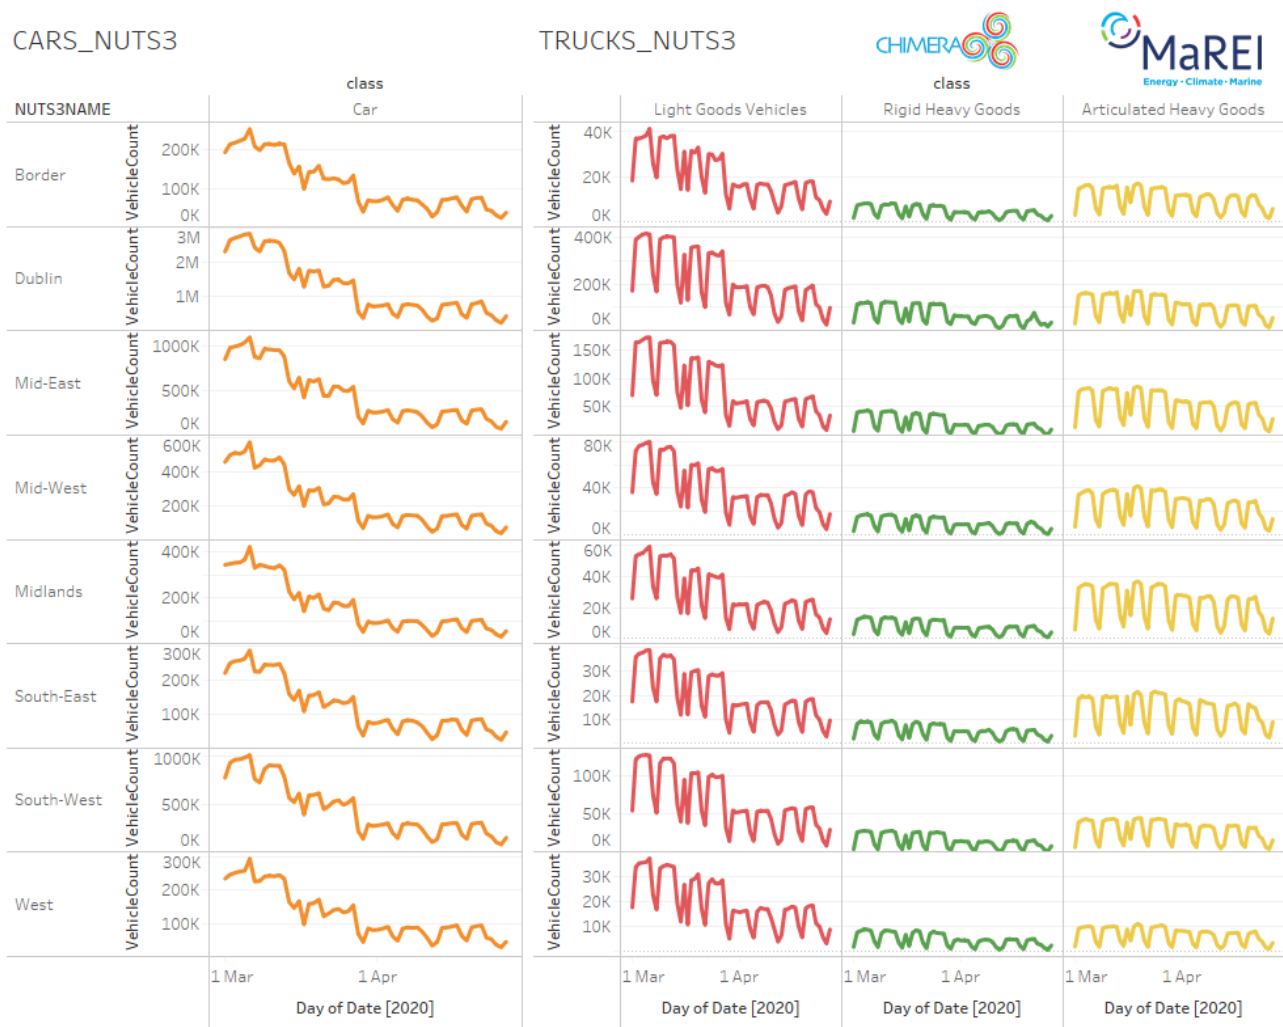 CARS_NUTS3
TRUCKS_NUTS3
CHIMERA
MaREI
Energy - Climate - Marine
class
class
NUTS3NAME
Car
Light Goods Vehicles
Rigid Heavy Goods
Articulated Heavy Goods
Border
VehicleCount
200K
100K
0K
VehicleCount
40K
20K
0K
Dublin
VehicleCount
3M
2M
1M
VehicleCount
400K
200K
0K
Mid-East
VehicleCount
1000K
500K
0K
VehicleCount
150K
100K
50K
Mid-West
VehicleCount
600K
400K
200K
VehicleCount
80K
40K
0K
Midlands
VehicleCount
400K
200K
0K
VehicleCount
60K
40K
20K
0K
South-East
VehicleCount
300K
200K
100K
VehicleCount
30K
20K
10K
South-West
VehicleCount
1000K
500K
0K
VehicleCount
100K
50K
0K
West
VehicleCount
300K
200K
100K
VehicleCount
30K
20K
10K
1 Mar 1 Apr
1 Mar 1 Apr
1 Mar 1 Apr
1 Mar 1 Apr
Day of Date [2020]
Day of Date [2020]
Day of Date [2020]
Day of Date [2020]